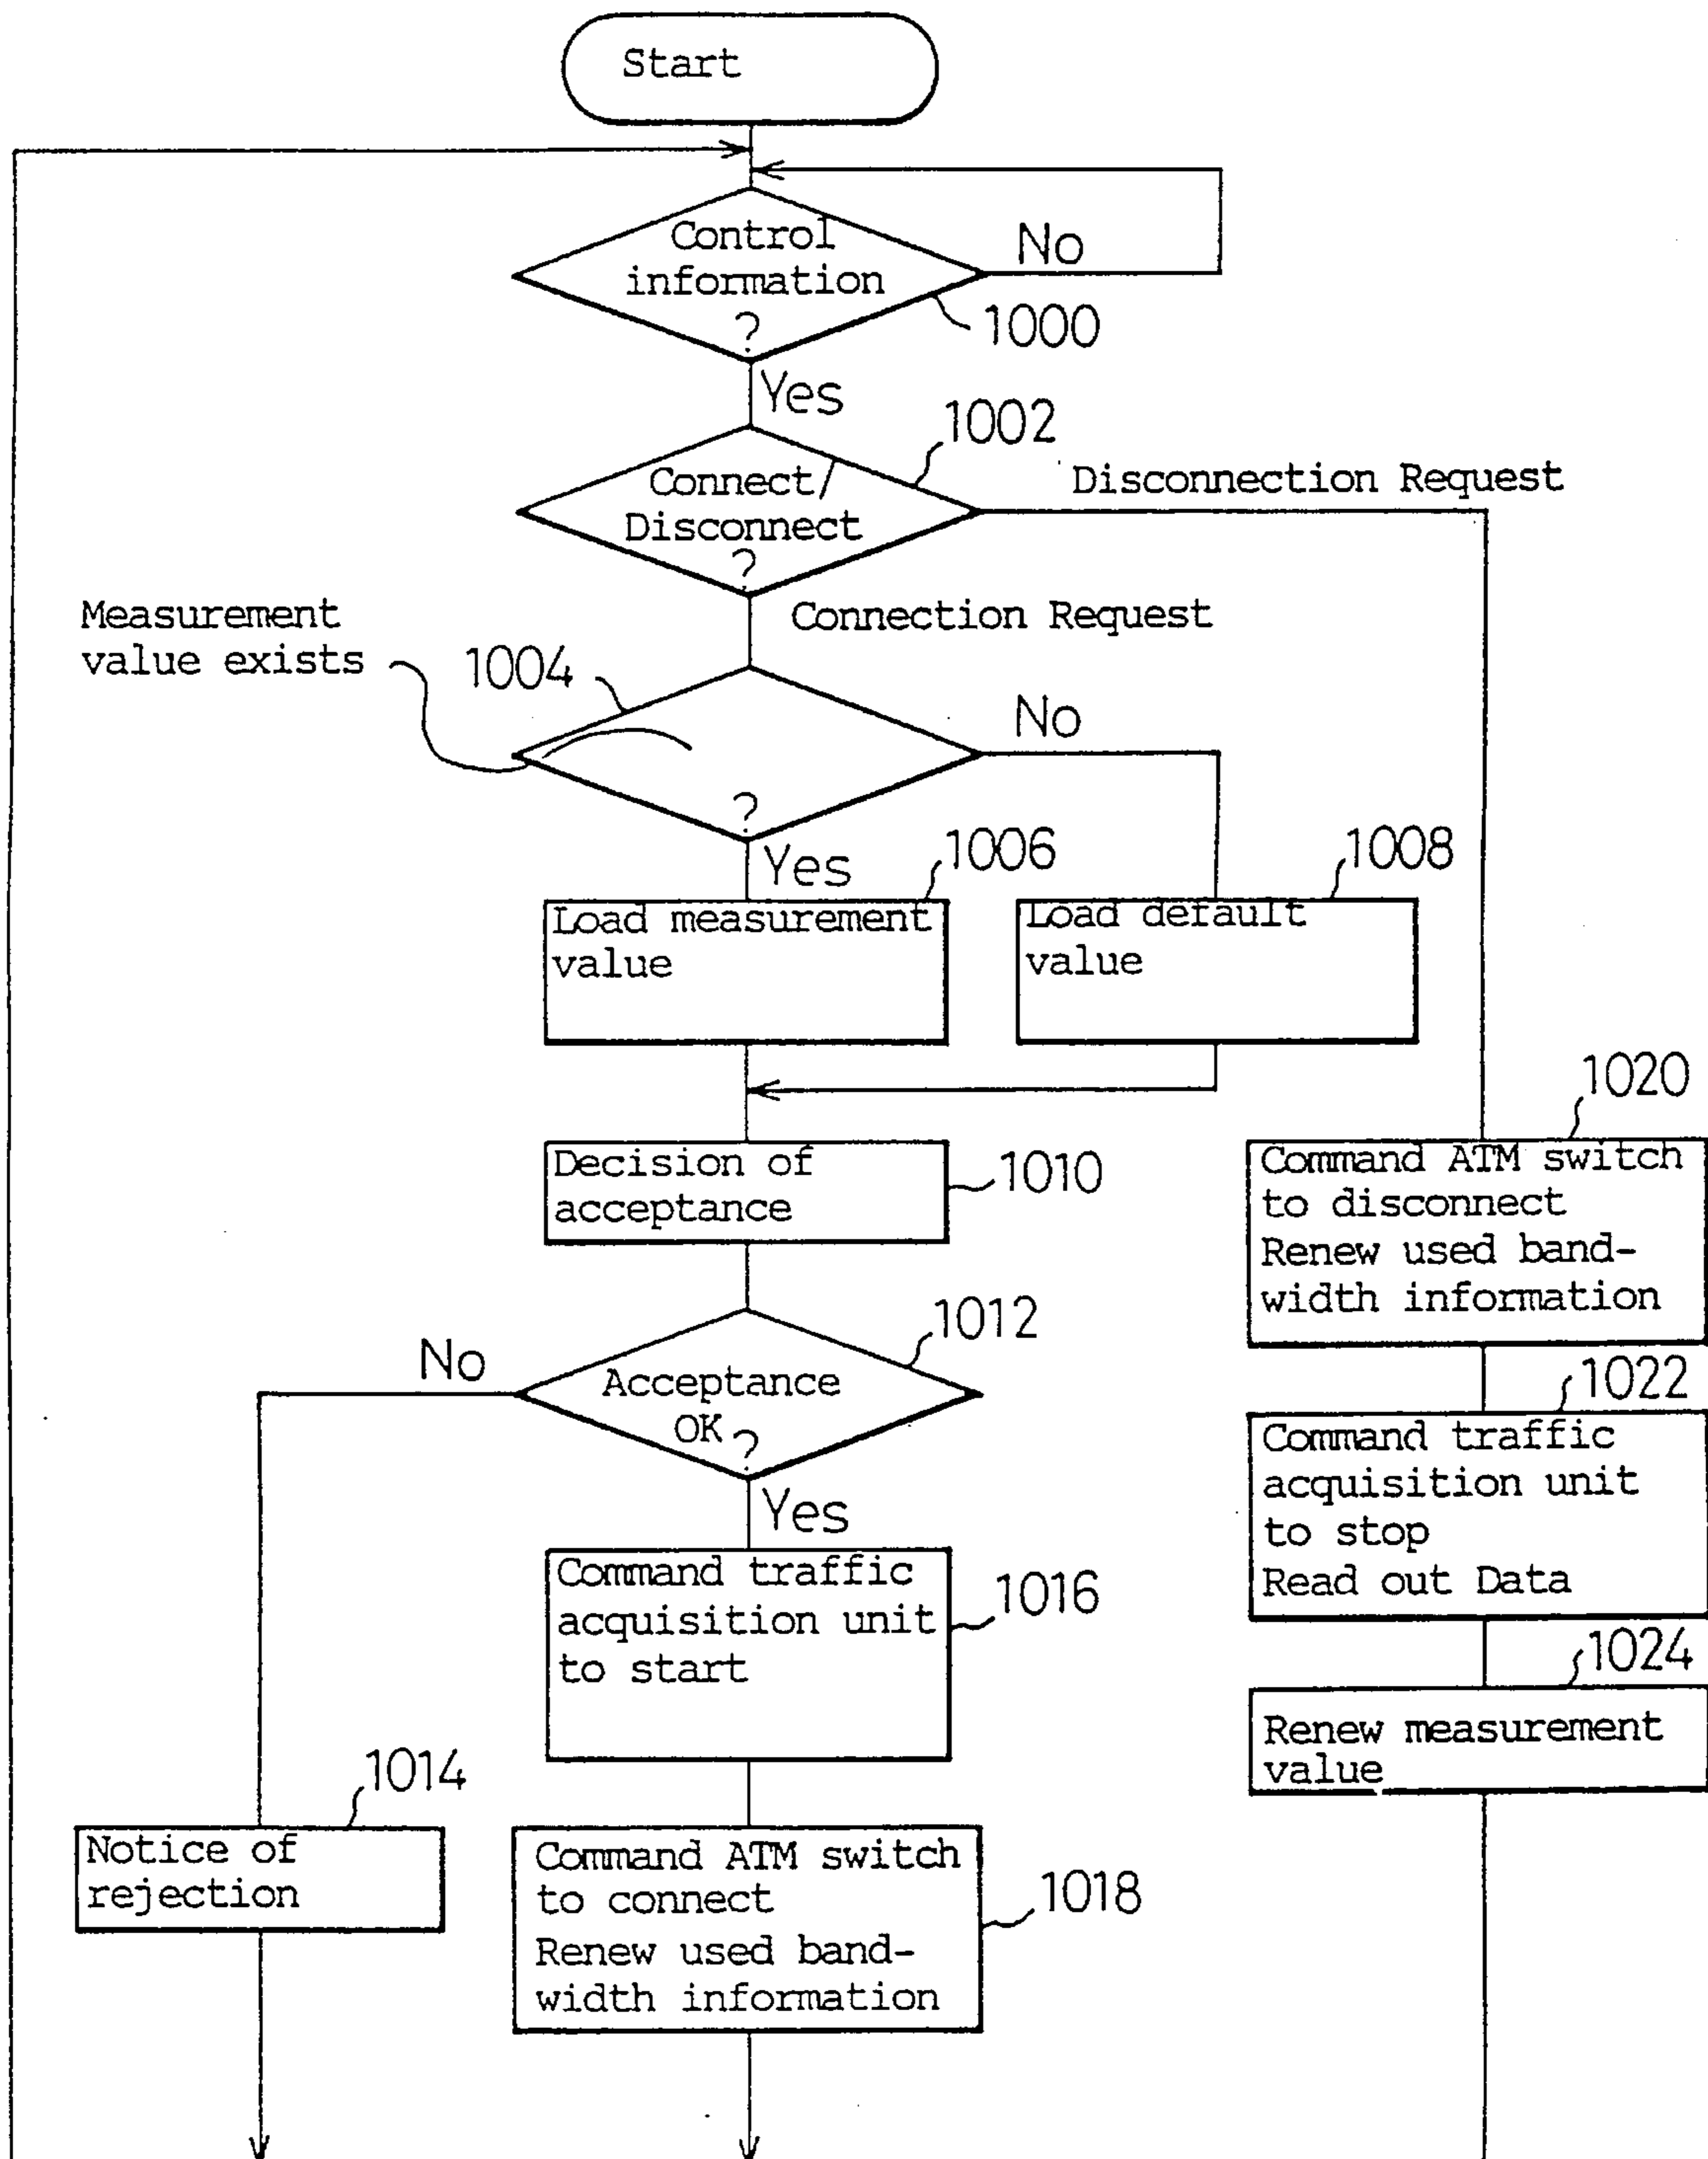 Start
Control
information
?
No
1000
Yes
1002
Connect/
Disconnect
?
Disconnection Request
Connection Request
Measurement
value exists
1004
?
No
Yes
1006
Load measurement
value
1008
Load default
value
Decision of
acceptance
1010
1012
Acceptance
OK
?
No
Yes
Command traffic
acquisition unit
to start
1016
1014
Notice of
rejection
Command ATM switch
to connect
Renew used band-
width information
1018
1020
Command ATM switch
to disconnect
Renew used band-
width information
1022
Command traffic
acquisition unit
to stop
Read out Data
1024
Renew measurement
value